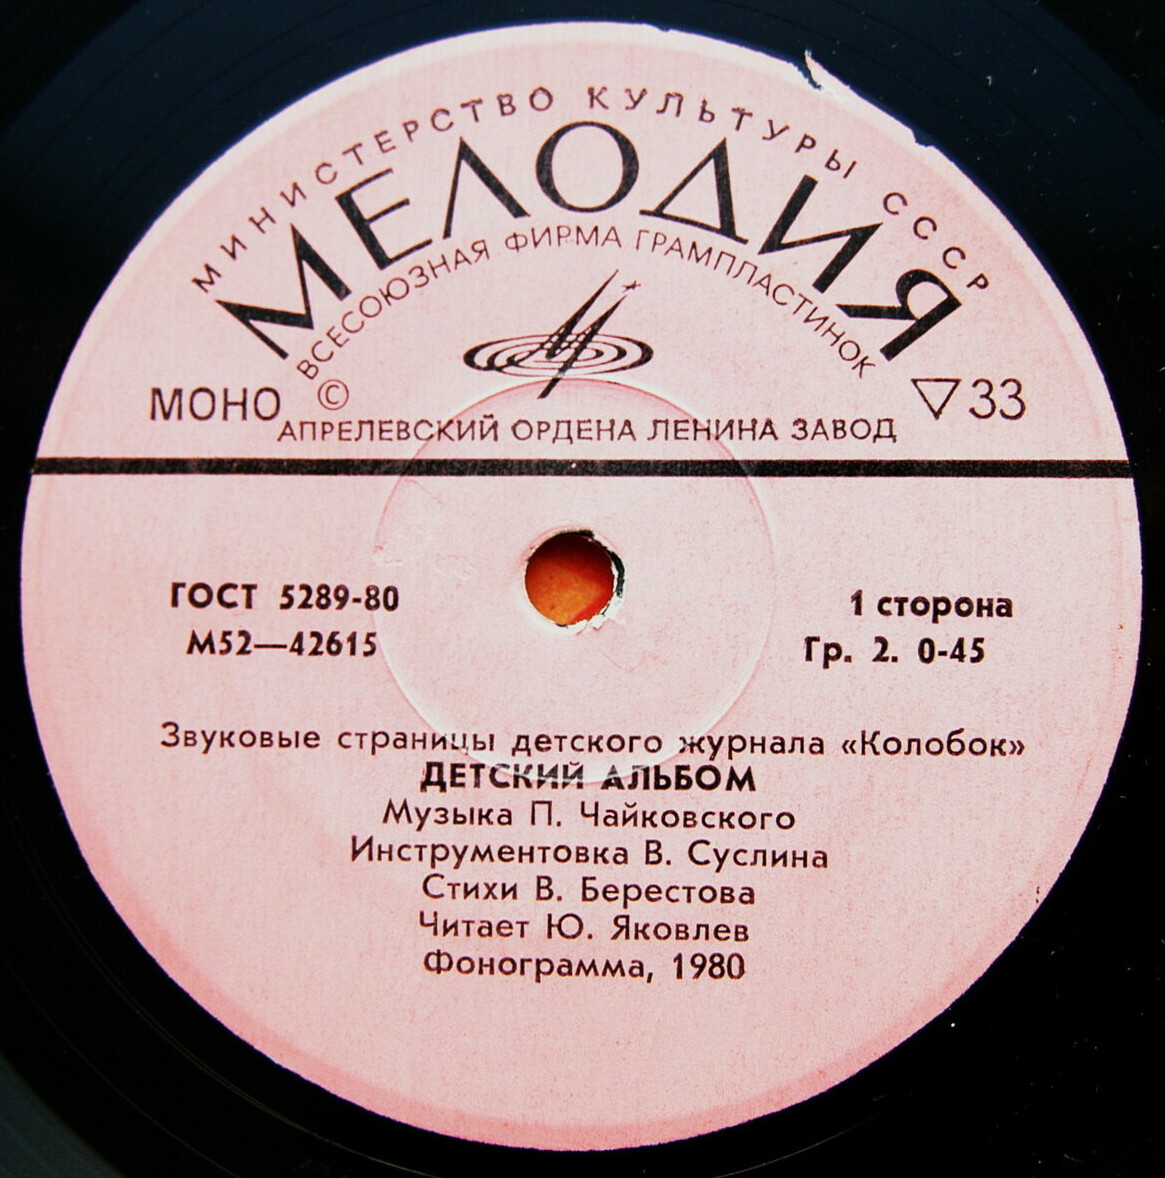 МИНИСТЕРСТВО КУЛЬТУРЫ СССР
МЕЛОДИЯ
ВСЕСОЮЗНАЯ ФИРМА ГРАМПЛАСТИНОК
МОНО © ▽33
АПРЕЛЕВСКИЙ ОРДЕНА ЛЕНИНА ЗАВОД
ГОСТ 5289-80
М52—42615
1 сторона
Гр. 2. 0-45
Звуковые страницы детского журнала «Колобок»
ДЕТСКИЙ АЛЬБОМ
Музыка П. Чайковского
Инструментовка В. Суслина
Стихи В. Берестова
Читает Ю. Яковлев
Фонограмма, 1980